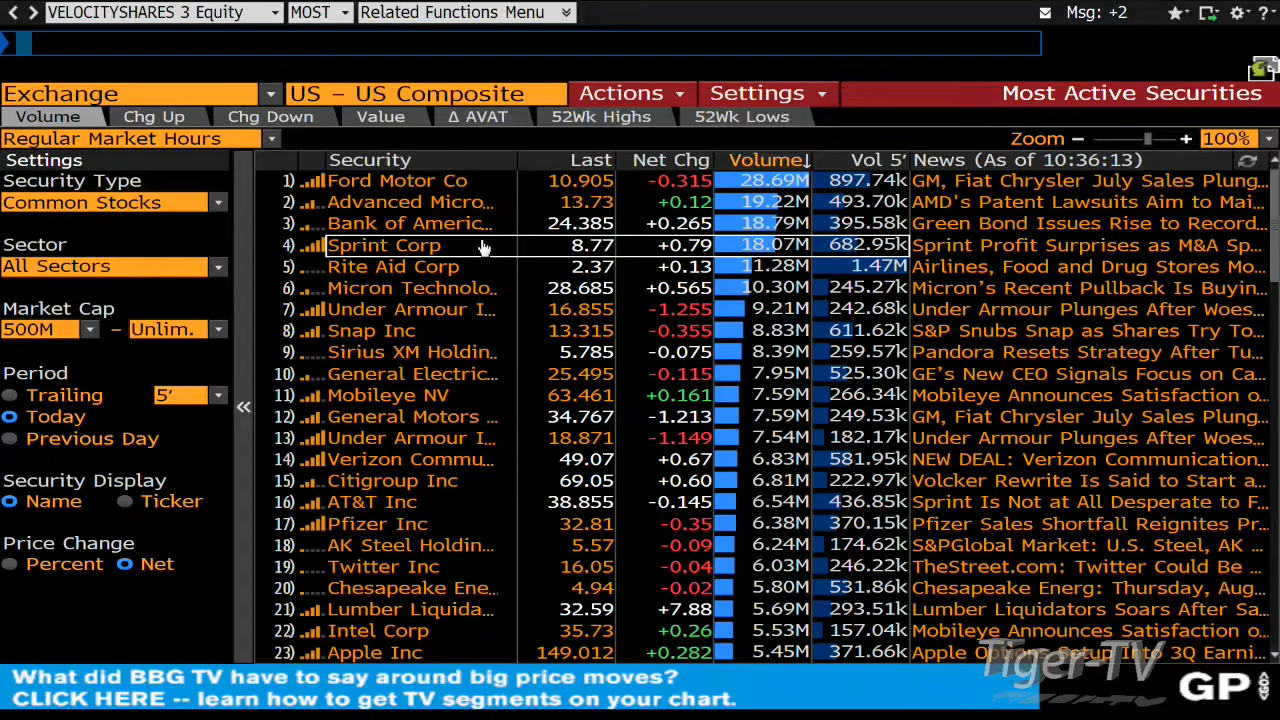 VELOCITYSHARES 3 Equity MOST Related Functions Menu Msg: +2 ?
Exchange US - US Composite Actions Settings Most Active Securities
Volume Chg Up Chg Down Value Δ AVAT 52Wk Highs 52Wk Lows
Regular Market Hours Zoom − + 100%
Settings Security Last Net Chg Volume↓ Vol 5' News (As of 10:36:13)
Security Type 1) Ford Motor Co 10.905 -0.315 28.69M 897.74k GM, Fiat Chrysler July Sales Plung...
Common Stocks 2) Advanced Micro... 13.73 +0.12 19.22M 493.70k AMD's Patent Lawsuits Aim to Mai...
3) Bank of Americ... 24.385 +0.265 18.79M 395.58k Green Bond Issues Rise to Record...
Sector 4) Sprint Corp 8.77 +0.79 18.07M 682.95k Sprint Profit Surprises as M&A Sp...
All Sectors 5) Rite Aid Corp 2.37 +0.13 11.28M 1.47M Airlines, Food and Drug Stores Mo...
6) Micron Technolo... 28.685 +0.565 10.30M 245.27k Micron's Recent Pullback Is Buyin...
Market Cap 7) Under Armour I... 16.855 -1.255 9.21M 242.68k Under Armour Plunges After Woes...
500M - Unlim. 8) Snap Inc 13.315 -0.355 8.83M 611.62k S&P Snubs Snap as Shares Try To...
9) Sirius XM Holdin... 5.785 -0.075 8.39M 259.57k Pandora Resets Strategy After Tu...
Period 10) General Electric... 25.495 -0.115 7.95M 525.30k GE's New CEO Signals Focus on Ca...
Trailing 5' 11) Mobileye NV 63.461 +0.161 7.59M 266.34k Mobileye Announces Satisfaction o...
Today 12) General Motors ... 34.767 -1.213 7.59M 249.53k GM, Fiat Chrysler July Sales Plung...
Previous Day 13) Under Armour I... 18.871 -1.149 7.54M 182.17k Under Armour Plunges After Woes...
14) Verizon Commu... 49.07 +0.67 6.83M 581.95k NEW DEAL: Verizon Communication...
Security Display 15) Citigroup Inc 69.05 +0.60 6.81M 222.97k Volcker Rewrite Is Said to Start a...
Name Ticker 16) AT&T Inc 38.855 -0.145 6.54M 436.85k Sprint Is Not at All Desperate to F...
17) Pfizer Inc 32.81 -0.35 6.38M 370.15k Pfizer Sales Shortfall Reignites Pr...
Price Change 18) AK Steel Holdin... 5.57 -0.09 6.24M 174.62k S&PGlobal Market: U.S. Steel, AK ...
Percent Net 19) Twitter Inc 16.05 -0.04 6.03M 246.22k TheStreet.com: Twitter Could Be ...
20) Chesapeake Ene... 4.94 -0.02 5.80M 531.86k Chesapeake Energ: Thursday, Aug...
21) Lumber Liquida... 32.59 +7.88 5.69M 293.51k Lumber Liquidators Soars After Sa...
22) Intel Corp 35.73 +0.26 5.53M 157.04k Mobileye Announces Satisfaction o...
23) Apple Inc 149.012 +0.282 5.45M 371.66k Apple Options Setup Into 3Q Earni...
Tiger-TV
What did BBG TV have to say around big price moves?
CLICK HERE -- learn how to get TV segments on your chart.
GP GO